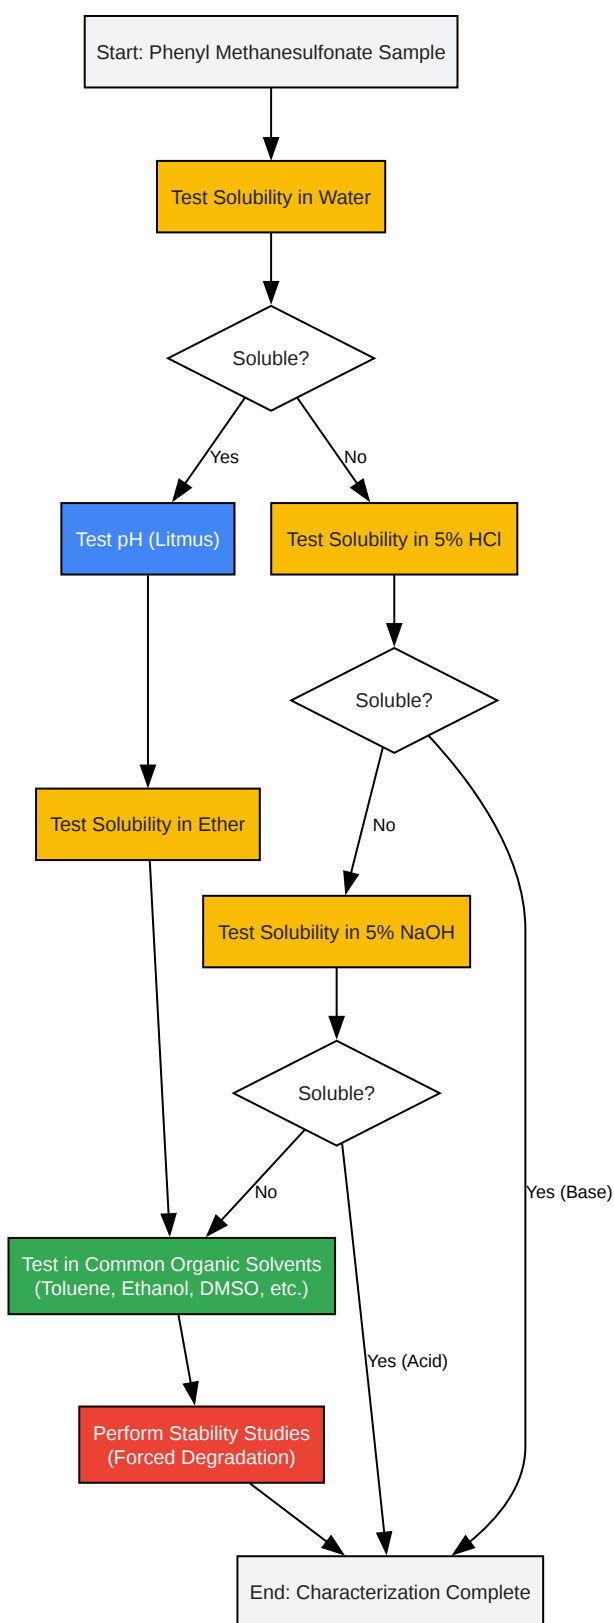 Start: Phenyl Methanesulfonate Sample
Test Solubility in Water
Soluble?
Yes
No
Test pH (Litmus)
Test Solubility in 5% HCl
Soluble?
Test Solubility in Ether
No
Test Solubility in 5% NaOH
Soluble?
No
Yes (Base)
Test in Common Organic Solvents
(Toluene, Ethanol, DMSO, etc.)
Yes (Acid)
Perform Stability Studies
(Forced Degradation)
End: Characterization Complete